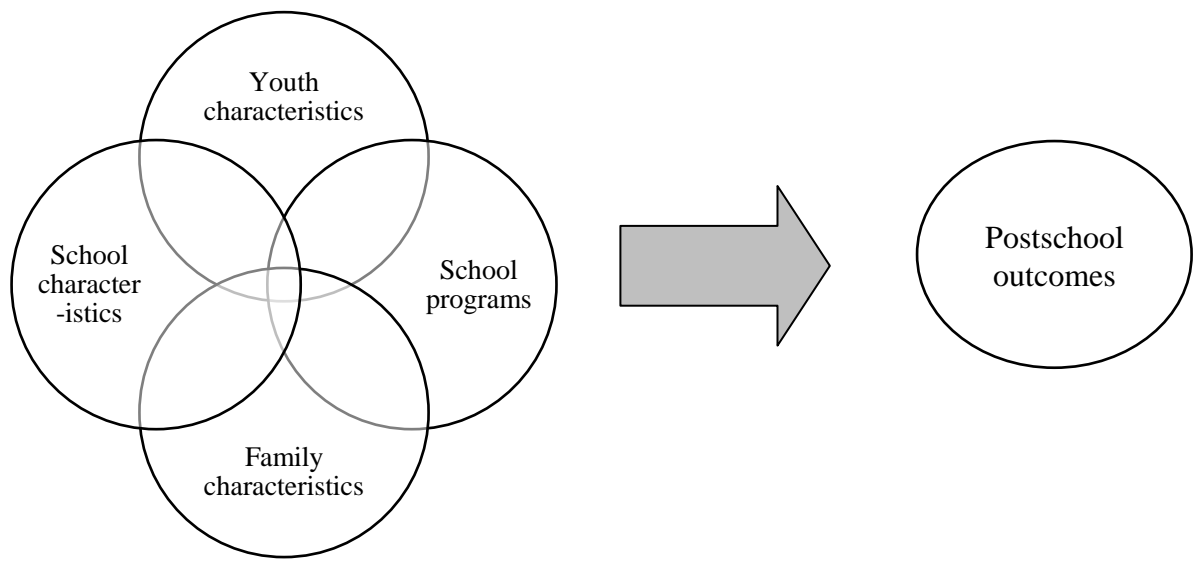 Youth
characteristics
School
character
-istics
School
programs
Family
characteristics
Postschool
outcomes